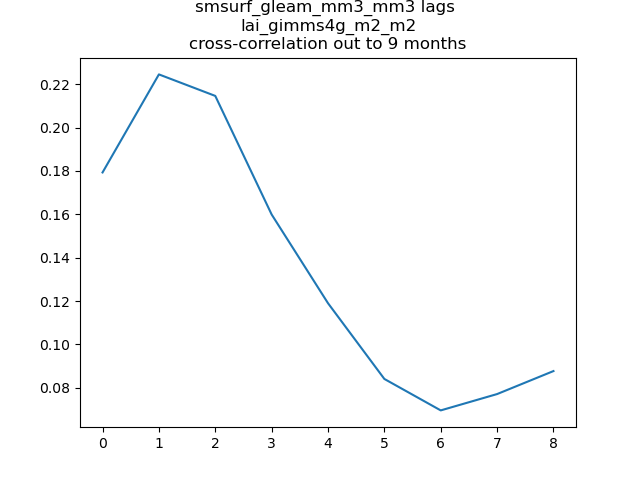 smsurf_gleam_mm3_mm3 lags
lai_gimms4g_m2_m2
cross-correlation out to 9 months
0.22
0.20
0.18
0.16
0.14
0.12
0.10
0.08
0 1 2 3 4 5 6 7 8